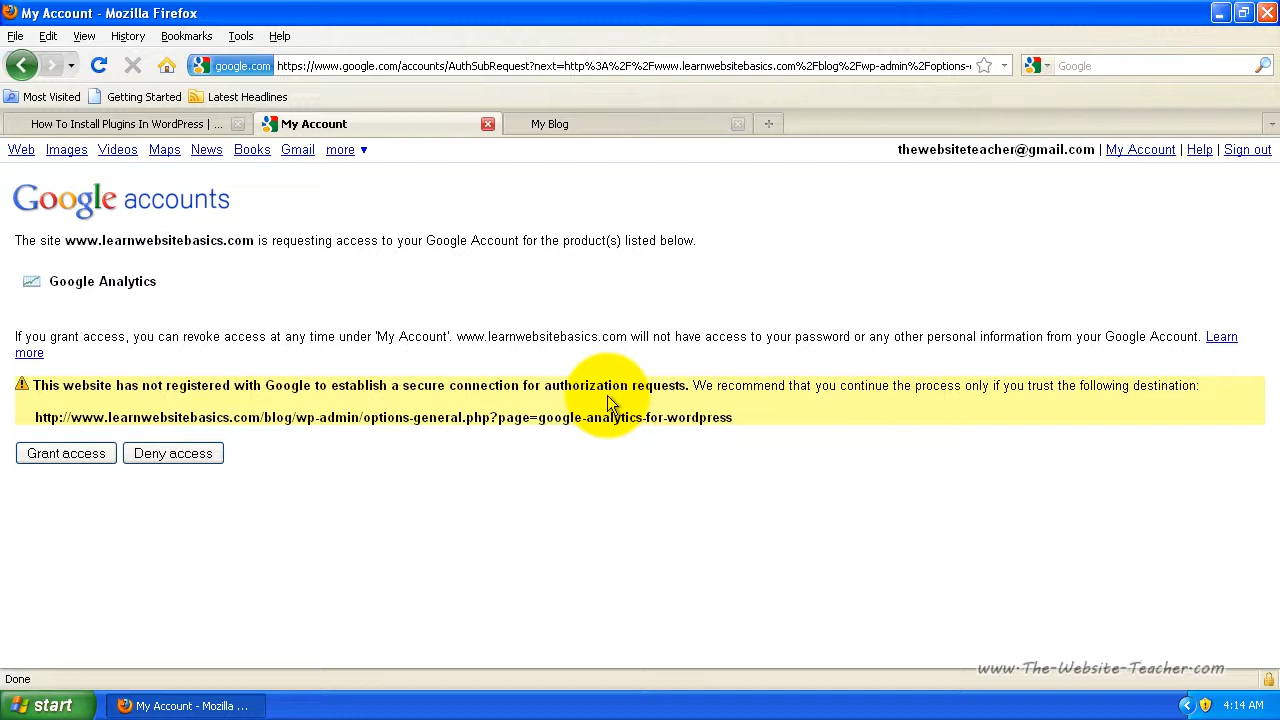 My Account - Mozilla Firefox
File Edit View History Bookmarks Tools Help
google.com https://www.google.com/accounts/AuthSubRequest?next=http%3A%2F%2Fwww.learnwebsitebasics.com%2Fblog%2Fwp-admin%2Foptions- Google
Most Visited Getting Started Latest Headlines
How To Install Plugins In WordPress | ... My Account My Blog
Web Images Videos Maps News Books Gmail more ▼ thewebsiteteacher@gmail.com | My Account | Help | Sign out
Google accounts
The site www.learnwebsitebasics.com is requesting access to your Google Account for the product(s) listed below.
Google Analytics
If you grant access, you can revoke access at any time under 'My Account'. www.learnwebsitebasics.com will not have access to your password or any other personal information from your Google Account. Learn
more
This website has not registered with Google to establish a secure connection for authorization requests. We recommend that you continue the process only if you trust the following destination:
http://www.learnwebsitebasics.com/blog/wp-admin/options-general.php?page=google-analytics-for-wordpress
Grant access Deny access
www.The-Website-Teacher.com
Done
start My Account - Mozilla ... 4:14 AM